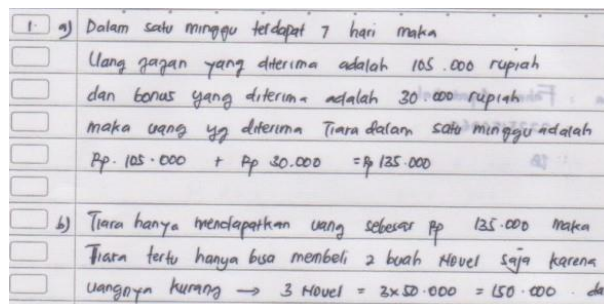 1. a) Dalam satu minggu terdapat 7 hari maka
Uang jajan yang diterima adalah 105.000 rupiah
dan bonus yang diterima adalah 30 000 rupiah
maka uang yg diterima Tiara dalam satu minggu adalah
Rp. 105.000 + Rp 30.000 = Rp 135.000
b) Tiara hanya mendapatkan uang sebesar Rp 135.000 maka
Tiara tertu hanya bisa membeli 2 buah Novel saja karena
uangnya kurang → 3 Novel = 3x50.000 = 150.000 . da